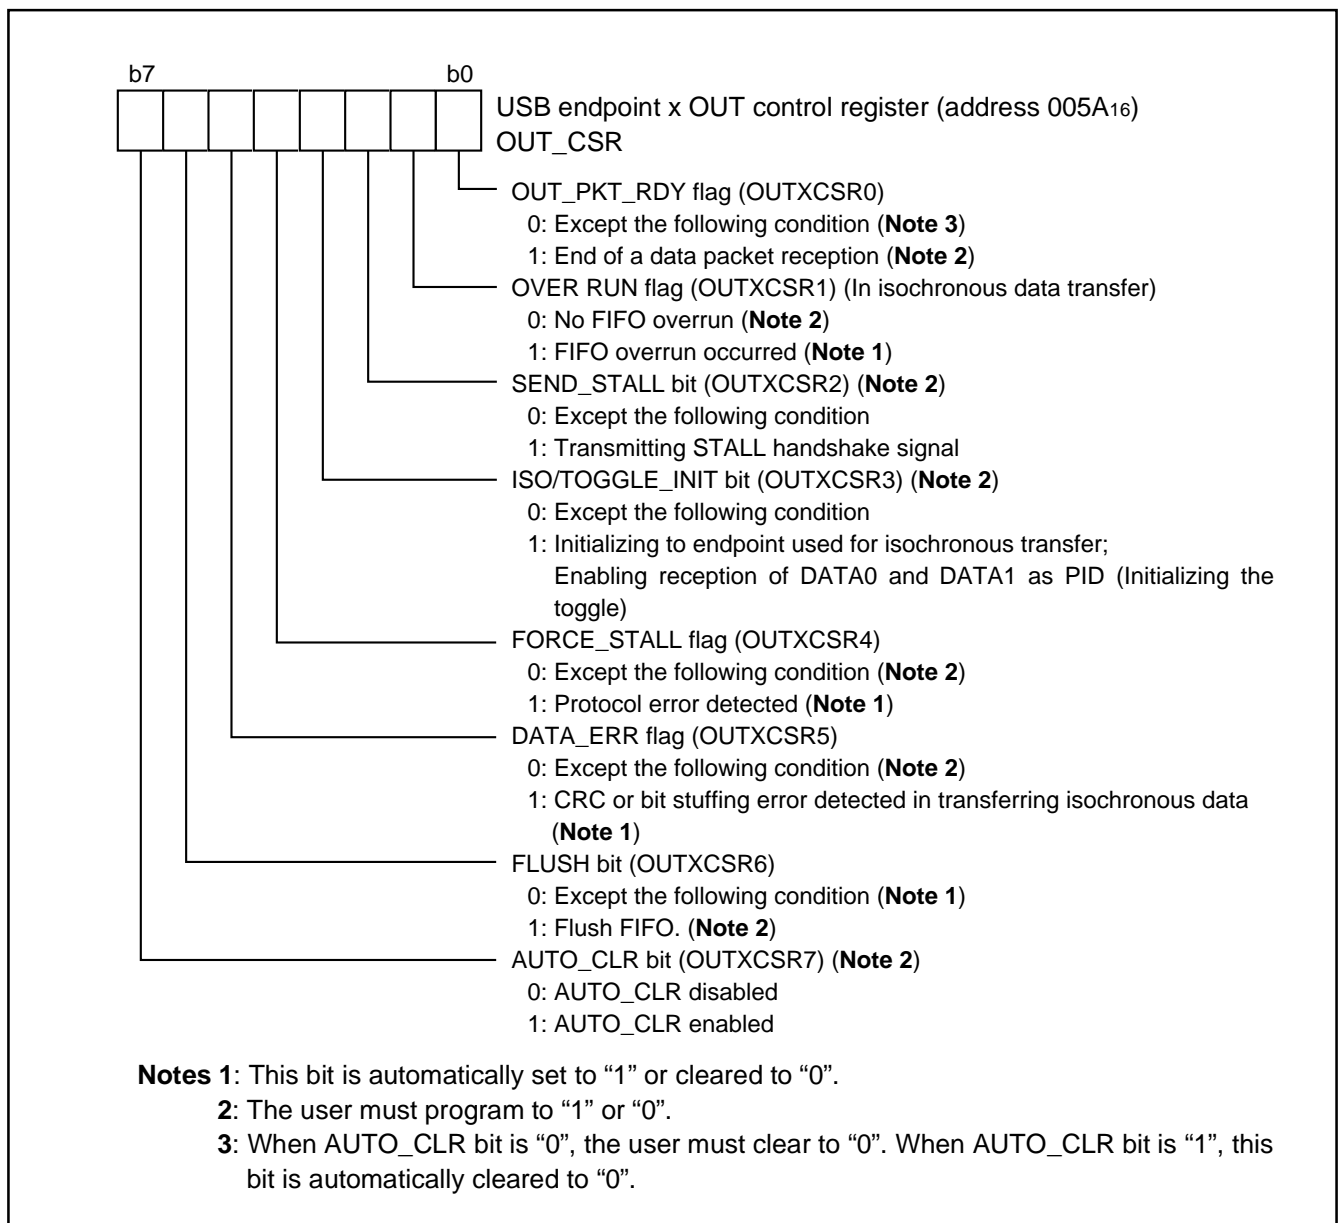 b7 b0
USB endpoint x OUT control register (address 005A16)
OUT_CSR
OUT_PKT_RDY flag (OUTXCSR0)
0: Except the following condition (Note 3)
1: End of a data packet reception (Note 2)
OVER RUN flag (OUTXCSR1) (In isochronous data transfer)
0: No FIFO overrun (Note 2)
1: FIFO overrun occurred (Note 1)
SEND_STALL bit (OUTXCSR2) (Note 2)
0: Except the following condition
1: Transmitting STALL handshake signal
ISO/TOGGLE_INIT bit (OUTXCSR3) (Note 2)
0: Except the following condition
1: Initializing to endpoint used for isochronous transfer;
Enabling reception of DATA0 and DATA1 as PID (Initializing the
toggle)
FORCE_STALL flag (OUTXCSR4)
0: Except the following condition (Note 2)
1: Protocol error detected (Note 1)
DATA_ERR flag (OUTXCSR5)
0: Except the following condition (Note 2)
1: CRC or bit stuffing error detected in transferring isochronous data
(Note 1)
FLUSH bit (OUTXCSR6)
0: Except the following condition (Note 1)
1: Flush FIFO. (Note 2)
AUTO_CLR bit (OUTXCSR7) (Note 2)
0: AUTO_CLR disabled
1: AUTO_CLR enabled
Notes 1: This bit is automatically set to “1” or cleared to “0”.
2: The user must program to “1” or “0”.
3: When AUTO_CLR bit is “0”, the user must clear to “0”. When AUTO_CLR bit is “1”, this
bit is automatically cleared to “0”.